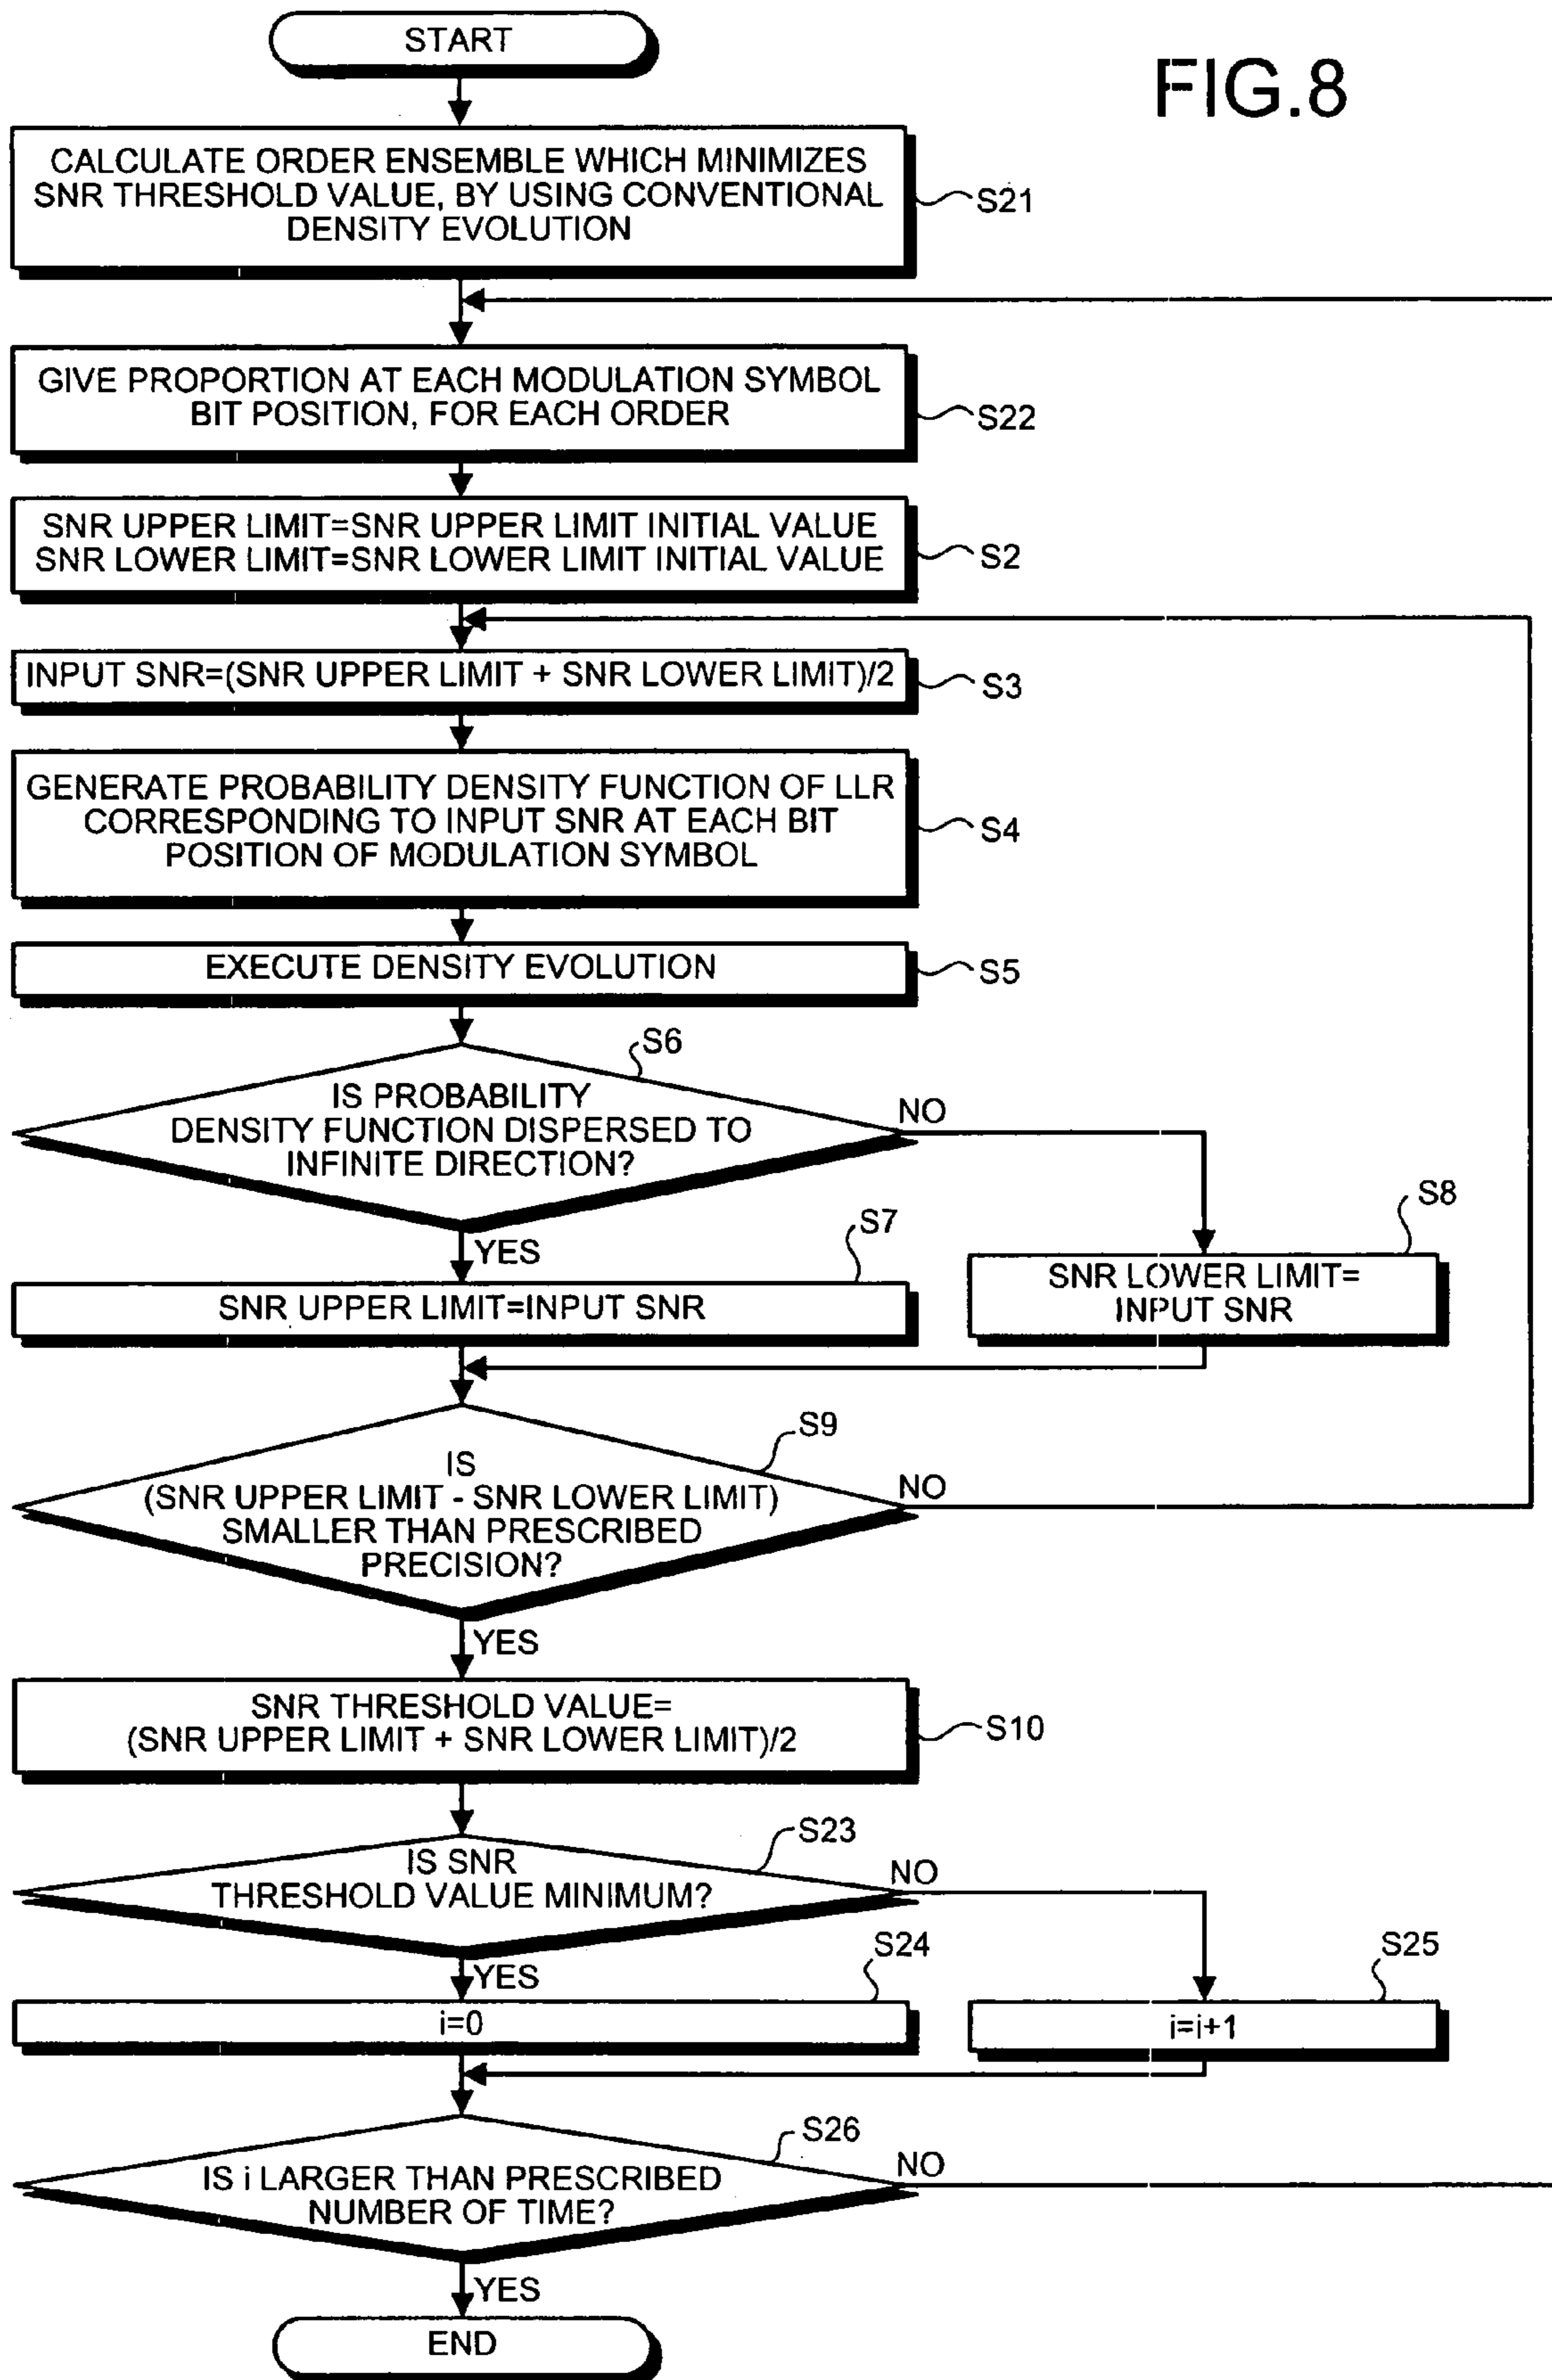 START
FIG.8
CALCULATE ORDER ENSEMBLE WHICH MINIMIZES
SNR THRESHOLD VALUE, BY USING CONVENTIONAL
DENSITY EVOLUTION
S21
GIVE PROPORTION AT EACH MODULATION SYMBOL
BIT POSITION, FOR EACH ORDER
S22
SNR UPPER LIMIT=SNR UPPER LIMIT INITIAL VALUE
SNR LOWER LIMIT=SNR LOWER LIMIT INITIAL VALUE
S2
INPUT SNR=(SNR UPPER LIMIT + SNR LOWER LIMIT)/2
S3
GENERATE PROBABILITY DENSITY FUNCTION OF LLR
CORRESPONDING TO INPUT SNR AT EACH BIT
POSITION OF MODULATION SYMBOL
S4
EXECUTE DENSITY EVOLUTION
S5
S6
IS PROBABILITY
DENSITY FUNCTION DISPERSED TO
INFINITE DIRECTION?
NO
YES
S7
SNR UPPER LIMIT=INPUT SNR
S8
SNR LOWER LIMIT=
INPUT SNR
S9
IS
(SNR UPPER LIMIT - SNR LOWER LIMIT)
SMALLER THAN PRESCRIBED
PRECISION?
NO
YES
SNR THRESHOLD VALUE=
(SNR UPPER LIMIT + SNR LOWER LIMIT)/2
S10
S23
IS SNR
THRESHOLD VALUE MINIMUM?
NO
YES
S24
i=0
S25
i=i+1
S26
IS i LARGER THAN PRESCRIBED
NUMBER OF TIME?
NO
YES
END